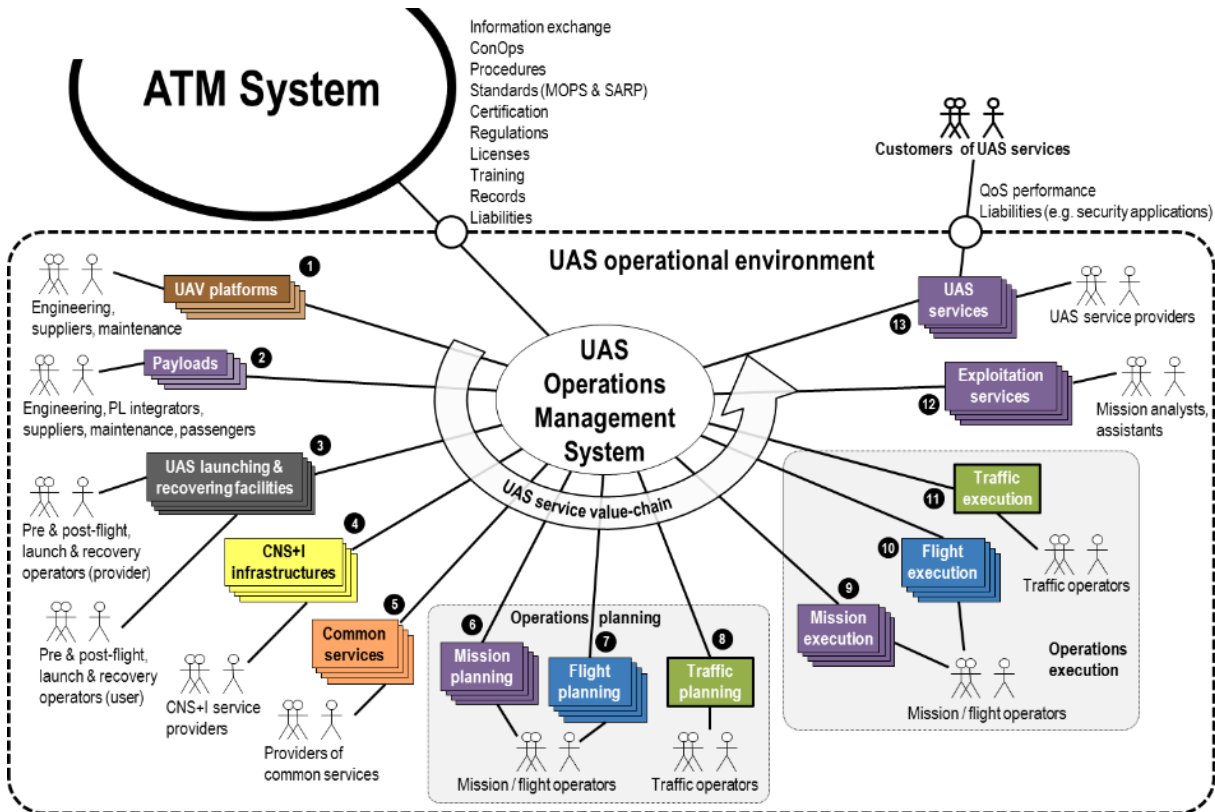 ATM System
Information exchange
ConOps
Procedures
Standards (MOPS & SARP)
Certification
Regulations
Licenses
Training
Records
Liabilities
Customers of UAS services
QoS performance
Liabilities (e.g. security applications)
UAS operational environment
1
UAV platforms
Engineering,
suppliers, maintenance
2
Payloads
Engineering, PL integrators,
suppliers, maintenance, passengers
3
UAS launching &
recovering facilities
Pre & post-flight,
launch & recovery
operators (provider)
Pre & post-flight,
launch & recovery
operators (user)
4
CNS+I
infrastructures
CNS+I service
providers
5
Common
services
Providers of
common services
UAS
Operations
Management
System
UAS service value-chain
Operations planning
6
Mission
planning
7
Flight
planning
Mission / flight operators
8
Traffic
planning
Traffic operators
9
Mission
execution
10
Flight
execution
Mission / flight operators
11
Traffic
execution
Traffic operators
Operations
execution
12
Exploitation
services
Mission analysts,
assistants
13
UAS
services
UAS service providers